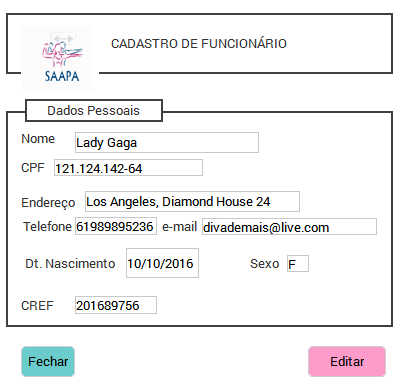 CADASTRO DE FUNCIONÁRIO
SAAPA
Dados Pessoais
Nome Lady Gaga
CPF 121.124.142-64
Endereço Los Angeles, Diamond House 24
Telefone 61989895236 e-mail divademais@live.com
Dt. Nascimento 10/10/2016 Sexo F
CREF 201689756
Fechar Editar